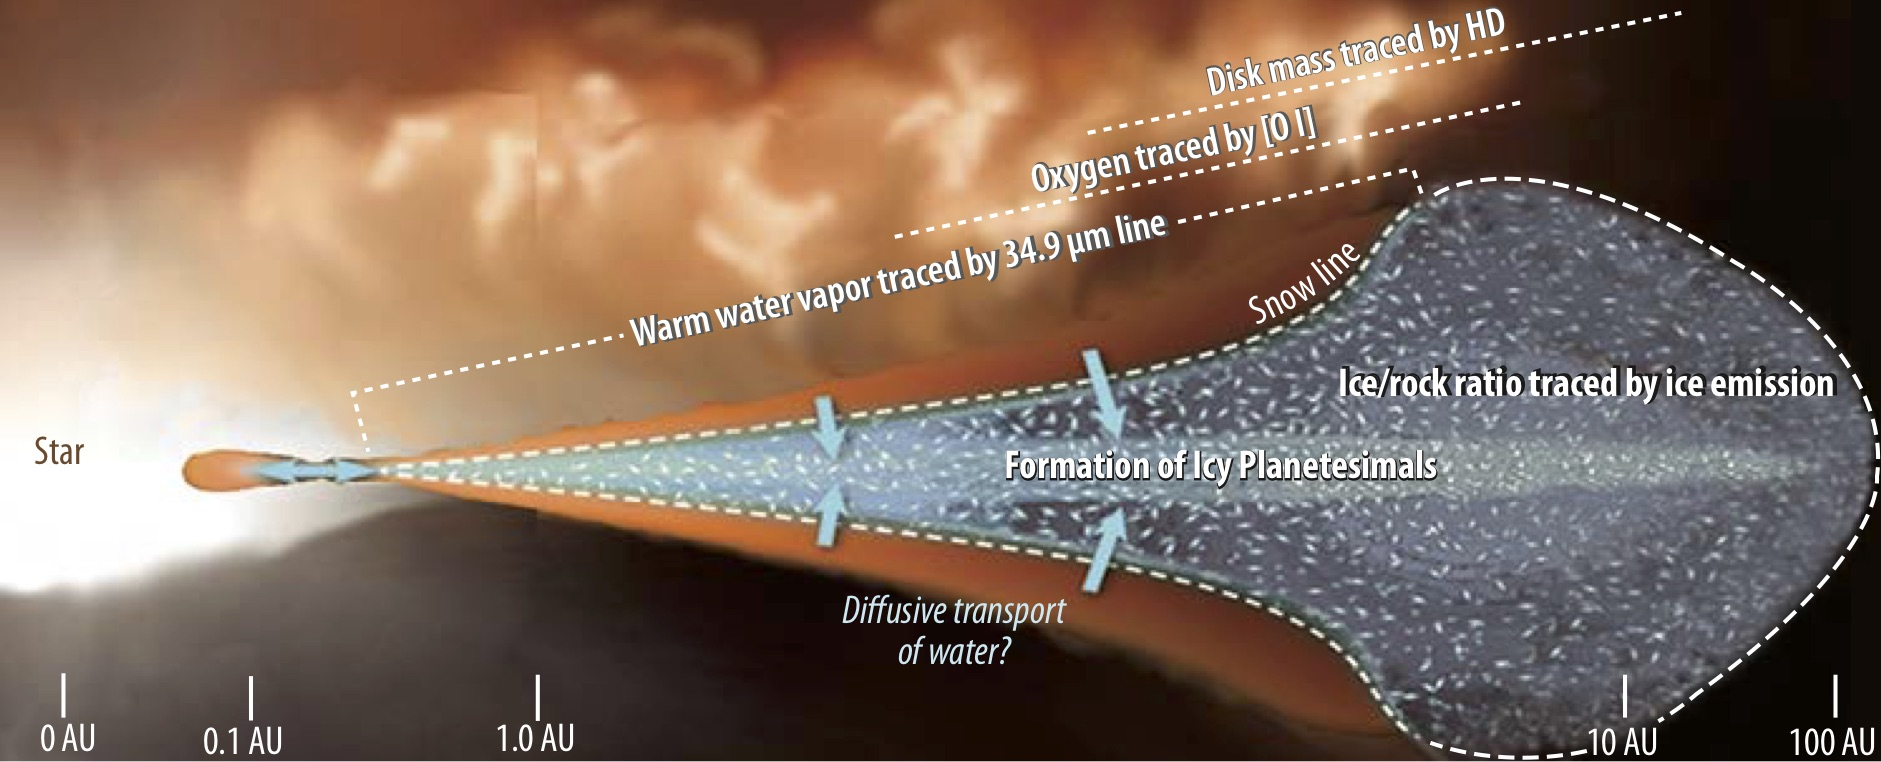 Disk mass traced by HD
Oxygen traced by [O I]
Warm water vapor traced by 34.9 µm line
Snow line
Ice/rock ratio traced by ice emission
Star
Formation of Icy Planetesimals
Diffusive transport
of water?
0 AU
0.1 AU
1.0 AU
10 AU
100 AU